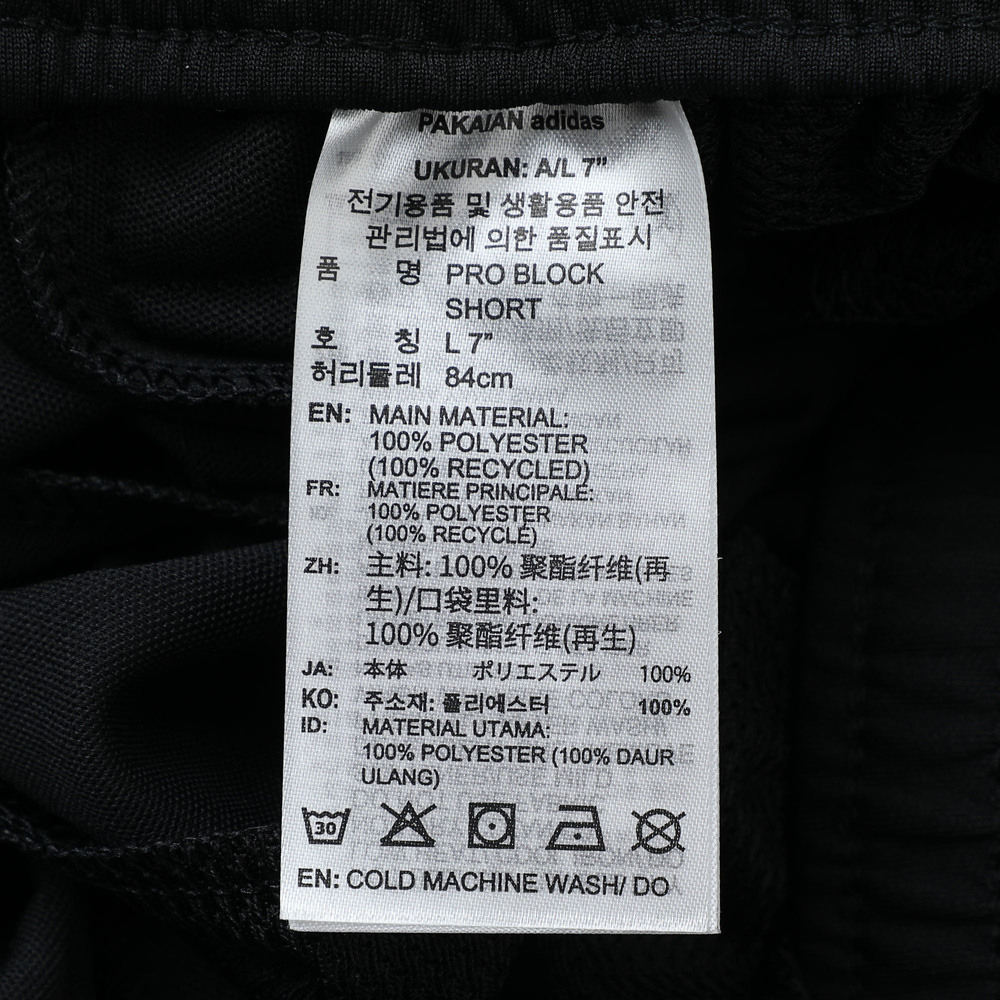 PAKAIAN adidas
UKURAN: A/L 7”
전기용품 및 생활용품 안전
관리법에 의한 품질표시
품 명 PRO BLOCK
SHORT
호 칭 L 7”
허리둘레 84cm
EN: MAIN MATERIAL:
100% POLYESTER
(100% RECYCLED)
FR: MATIERE PRINCIPALE:
100% POLYESTER
(100% RECYCLÉ)
ZH: 主料: 100% 聚酯纤维(再
生)/口袋里料:
100% 聚酯纤维(再生)
JA: 本体 ポリエステル 100%
KO: 주소재: 폴리에스터 100%
ID: MATERIAL UTAMA:
100% POLYESTER (100% DAUR
ULANG)
30
EN: COLD MACHINE WASH/ DO